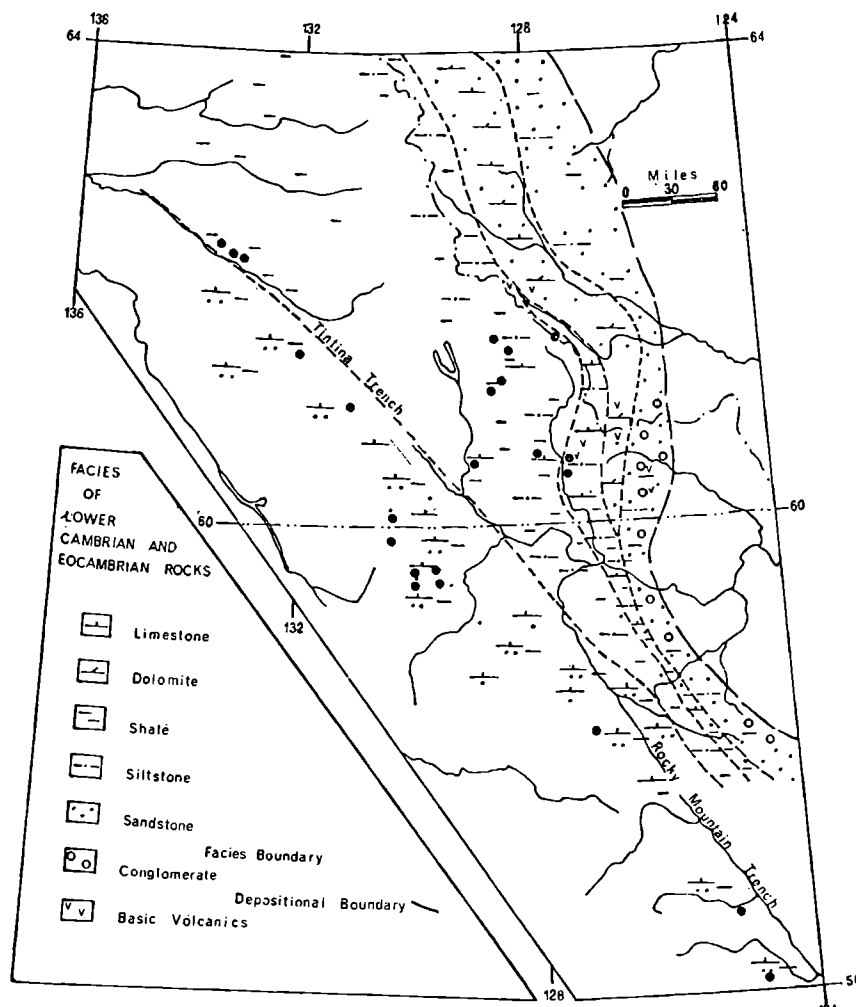 136
132
128
124
64
64
Miles
0 30 60
Tintina Trench
136
60
60
132
FACIES
OF
LOWER
CAMBRIAN AND
EOCAMBRIAN ROCKS
Limestone
Dolomite
Shale
Siltstone
Sandstone
Facies Boundary
Conglomerate
Depositional Boundary
Basic Volcanics
Rocky Mountain Trench
128